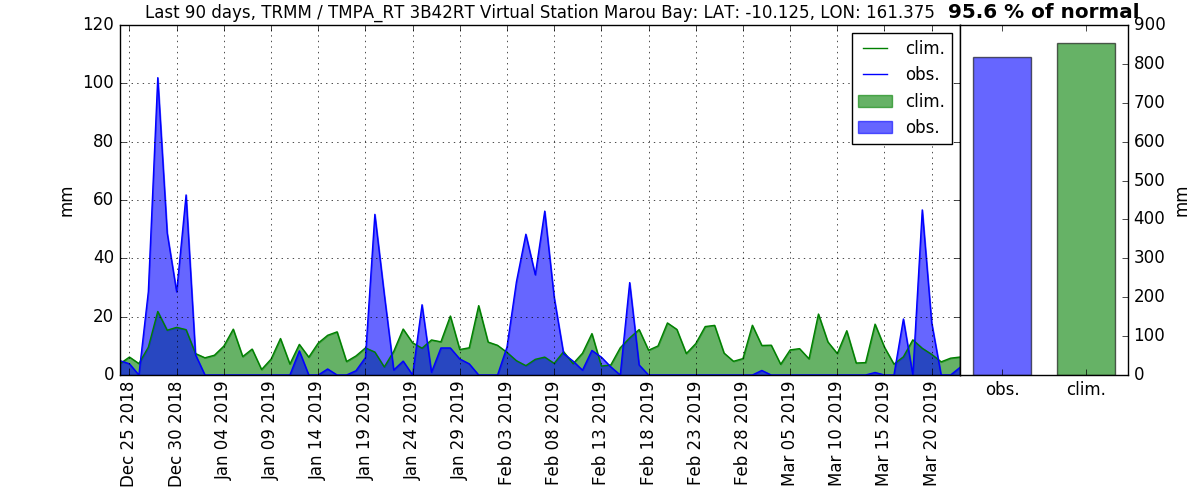 Last 90 days, TRMM / TMPA_RT 3B42RT Virtual Station Marou Bay: LAT: -10.125, LON: 161.375
95.6 % of normal
mm
120
100
80
60
40
20
0
clim.
obs.
clim.
obs.
Dec 25 2018
Dec 30 2018
Jan 04 2019
Jan 09 2019
Jan 14 2019
Jan 19 2019
Jan 24 2019
Jan 29 2019
Feb 03 2019
Feb 08 2019
Feb 13 2019
Feb 18 2019
Feb 23 2019
Feb 28 2019
Mar 05 2019
Mar 10 2019
Mar 15 2019
Mar 20 2019
obs.
clim.
900
800
700
600
500
400
300
200
100
0
mm